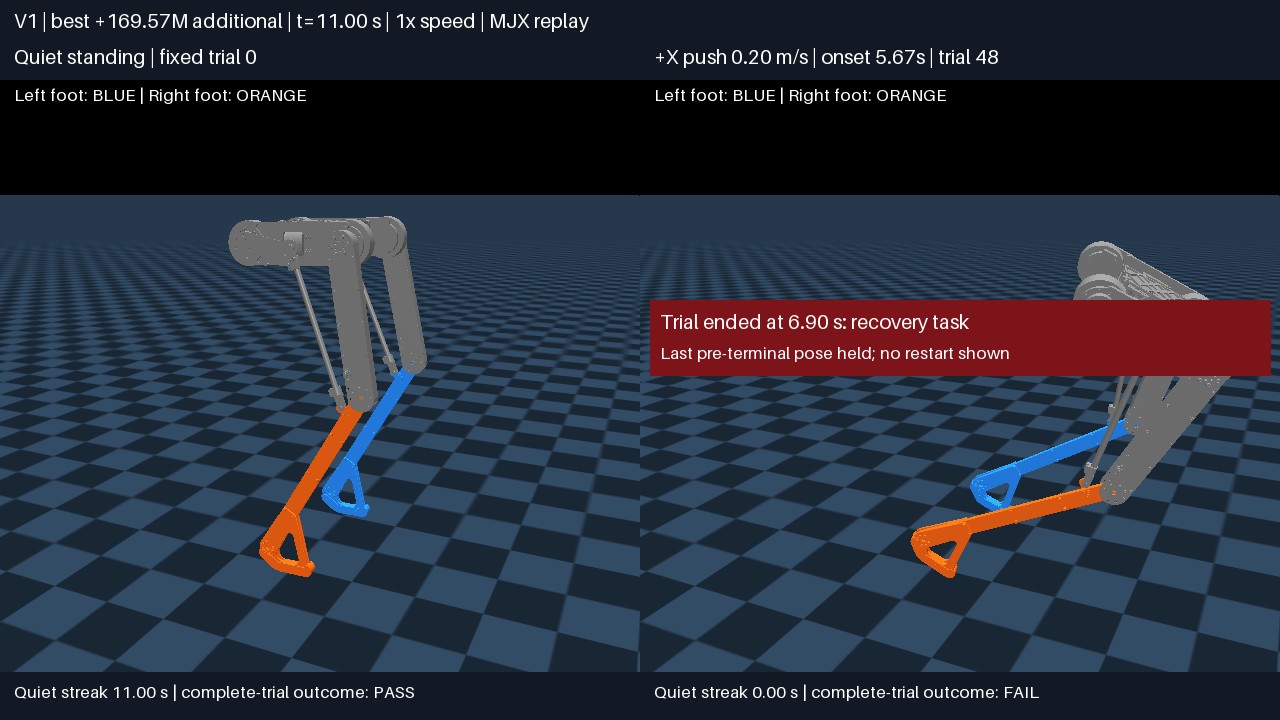 V1 | best +169.57M additional | t=11.00 s | 1x speed | MJX replay
Quiet standing | fixed trial 0
+X push 0.20 m/s | onset 5.67s | trial 48
Left foot: BLUE | Right foot: ORANGE
Left foot: BLUE | Right foot: ORANGE
Trial ended at 6.90 s: recovery task
Last pre-terminal pose held; no restart shown
Quiet streak 11.00 s | complete-trial outcome: PASS
Quiet streak 0.00 s | complete-trial outcome: FAIL